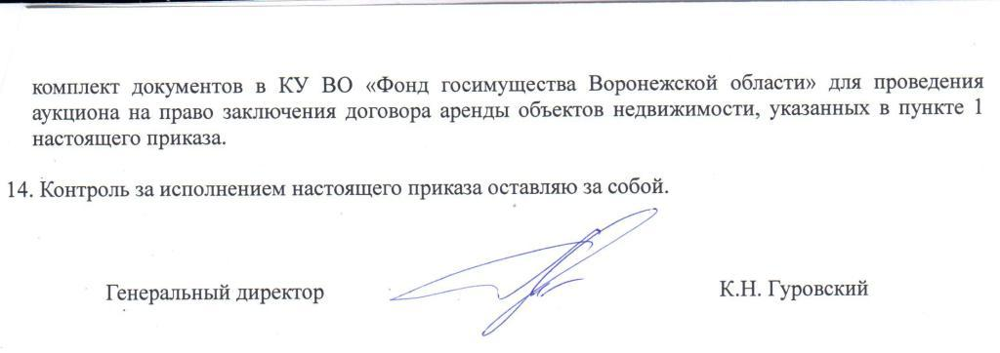 комплект документов в КУ ВО «Фонд госимущества Воронежской области» для проведения
аукциона на право заключения договора аренды объектов недвижимости, указанных в пункте 1
настоящего приказа.
14. Контроль за исполнением настоящего приказа оставляю за собой.
Генеральный директор К.Н. Гуровский